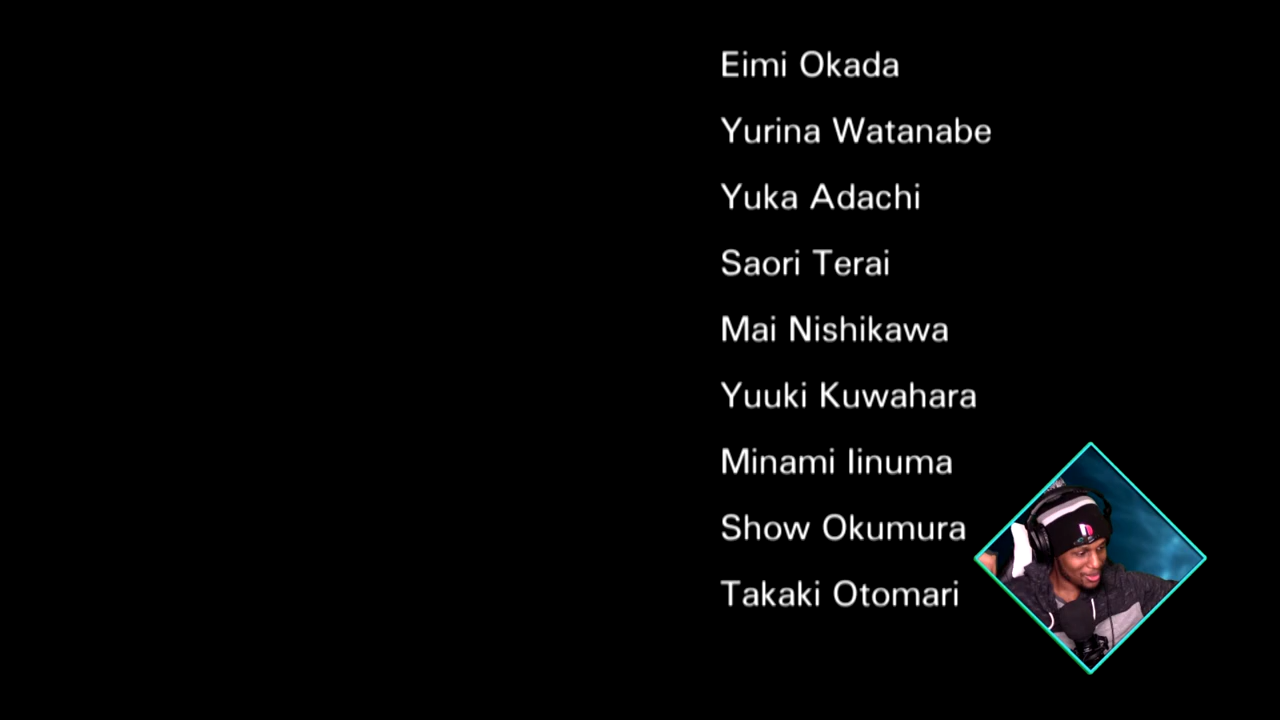 Eimi Okada
Yurina Watanabe
Yuka Adachi
Saori Terai
Mai Nishikawa
Yuuki Kuwahara
Minami Iinuma
Show Okumura
Takaki Otomari